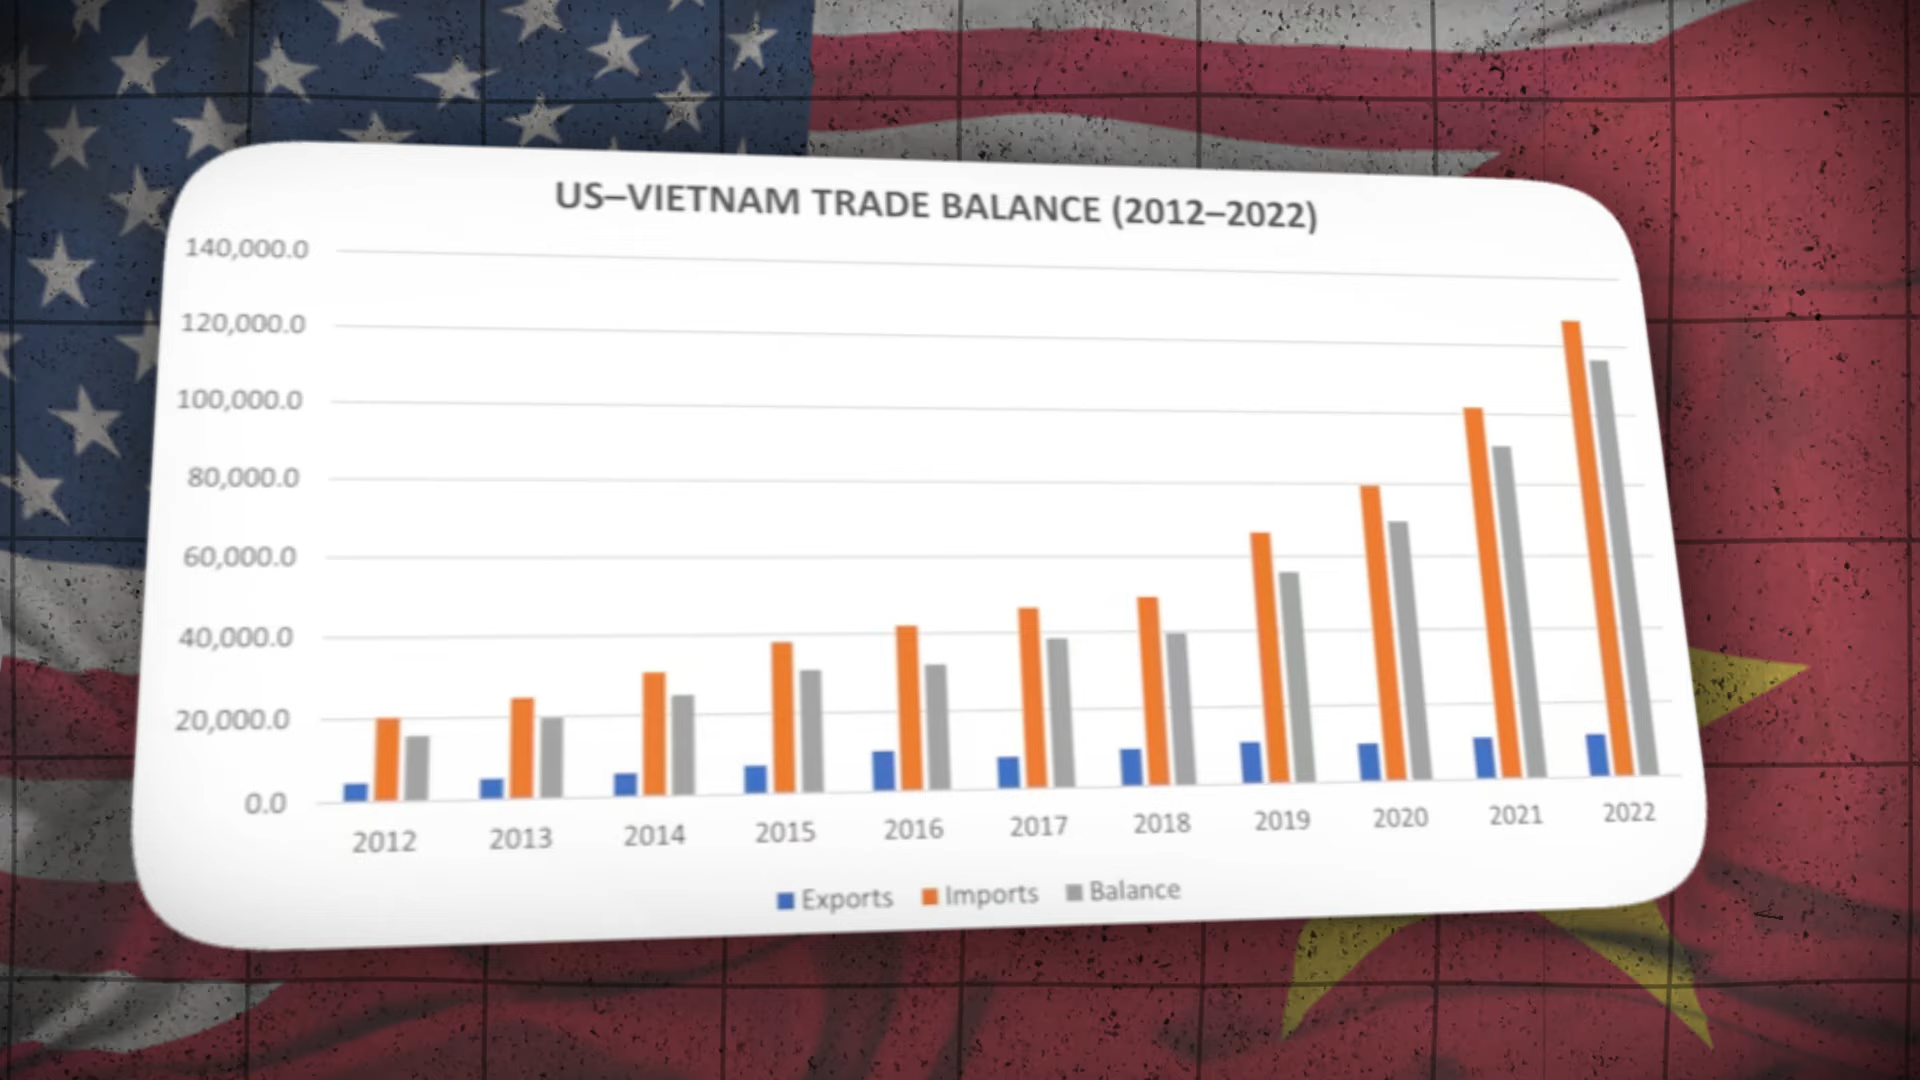 US–VIETNAM TRADE BALANCE (2012–2022)
140,000.0
120,000.0
100,000.0
80,000.0
60,000.0
40,000.0
20,000.0
0.0
2012 2013 2014 2015 2016 2017 2018 2019 2020 2021 2022
Exports Imports Balance